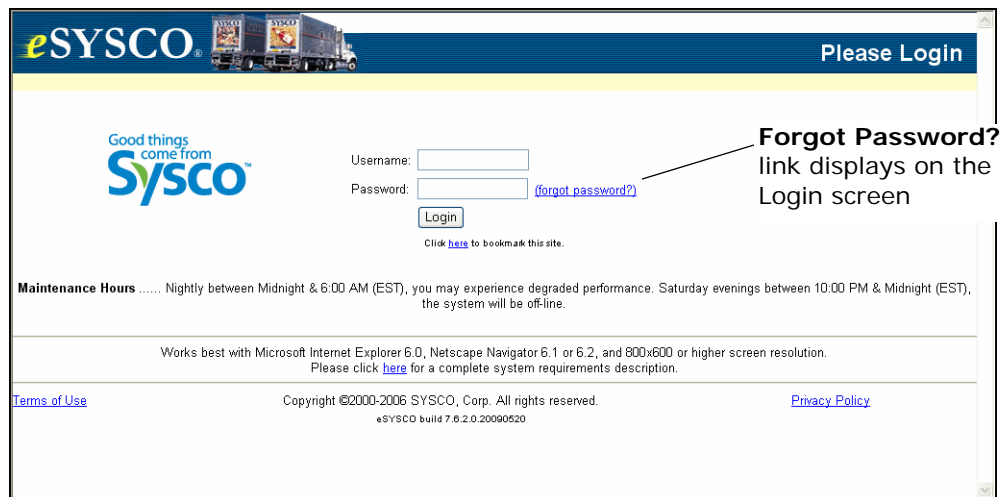 eSYSCO®
SYSCO SYSCO
Please Login
Good things
come from
Sysco™
Username:
Password: (forgot password?)
Login
Click here to bookmark this site.
Forgot Password?
link displays on the
Login screen
Maintenance Hours ...... Nightly between Midnight & 6:00 AM (EST), you may experience degraded performance. Saturday evenings between 10:00 PM & Midnight (EST),
the system will be off-line.
Works best with Microsoft Internet Explorer 6.0, Netscape Navigator 6.1 or 6.2, and 800x600 or higher screen resolution.
Please click here for a complete system requirements description.
Terms of Use
Copyright ©2000-2006 SYSCO, Corp. All rights reserved.
Privacy Policy
eSYSCO build 7.6.2.0.20090520